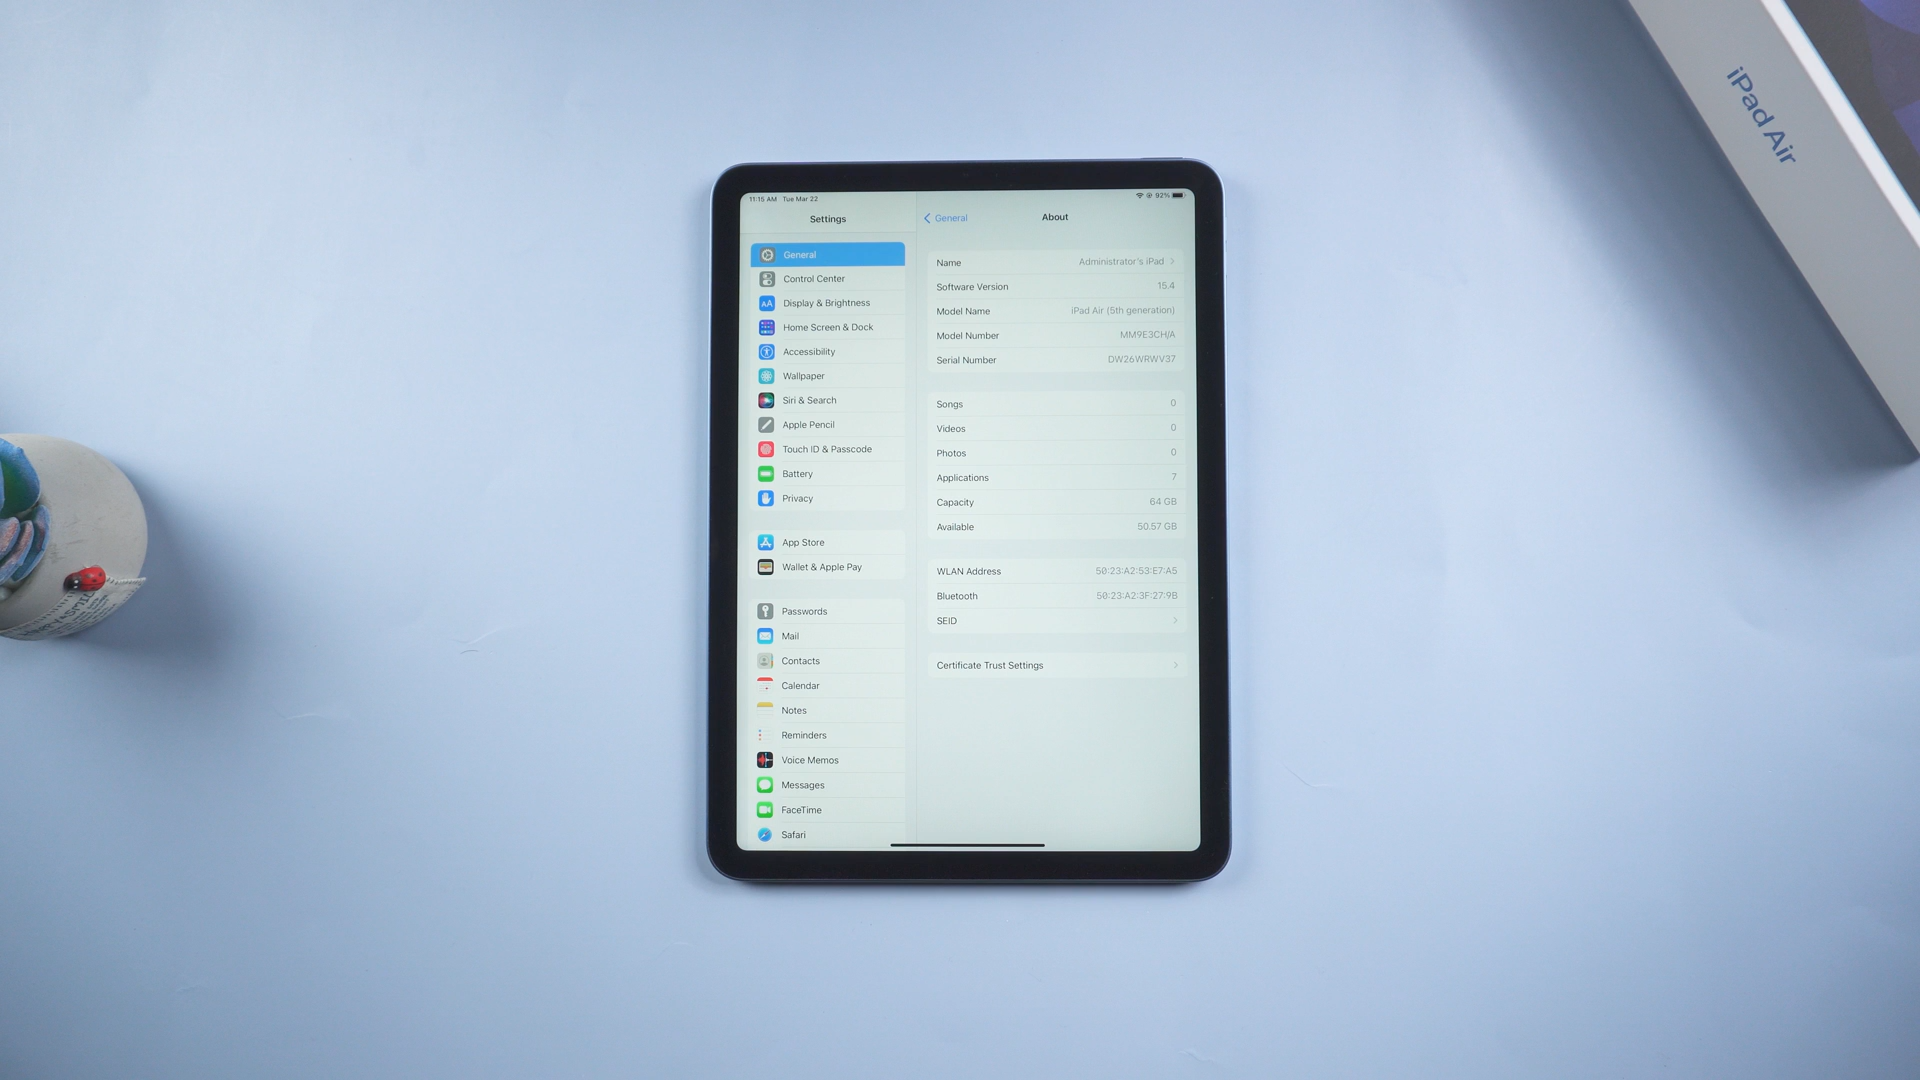 iPad Air
11:15 AM Tue Mar 22
92%
Settings
General
Control Center
Display & Brightness
Home Screen & Dock
Accessibility
Wallpaper
Siri & Search
Apple Pencil
Touch ID & Passcode
Battery
Privacy
App Store
Wallet & Apple Pay
Passwords
Mail
Contacts
Calendar
Notes
Reminders
Voice Memos
Messages
FaceTime
Safari
General
About
Name Administrator's iPad
Software Version 15.4
Model Name iPad Air (5th generation)
Model Number MM9E3CH/A
Serial Number DW26WRWV37
Songs 0
Videos 0
Photos 0
Applications 7
Capacity 64 GB
Available 50.57 GB
WLAN Address 50:23:A2:53:E7:A5
Bluetooth 50:23:A2:3F:27:9B
SEID
Certificate Trust Settings